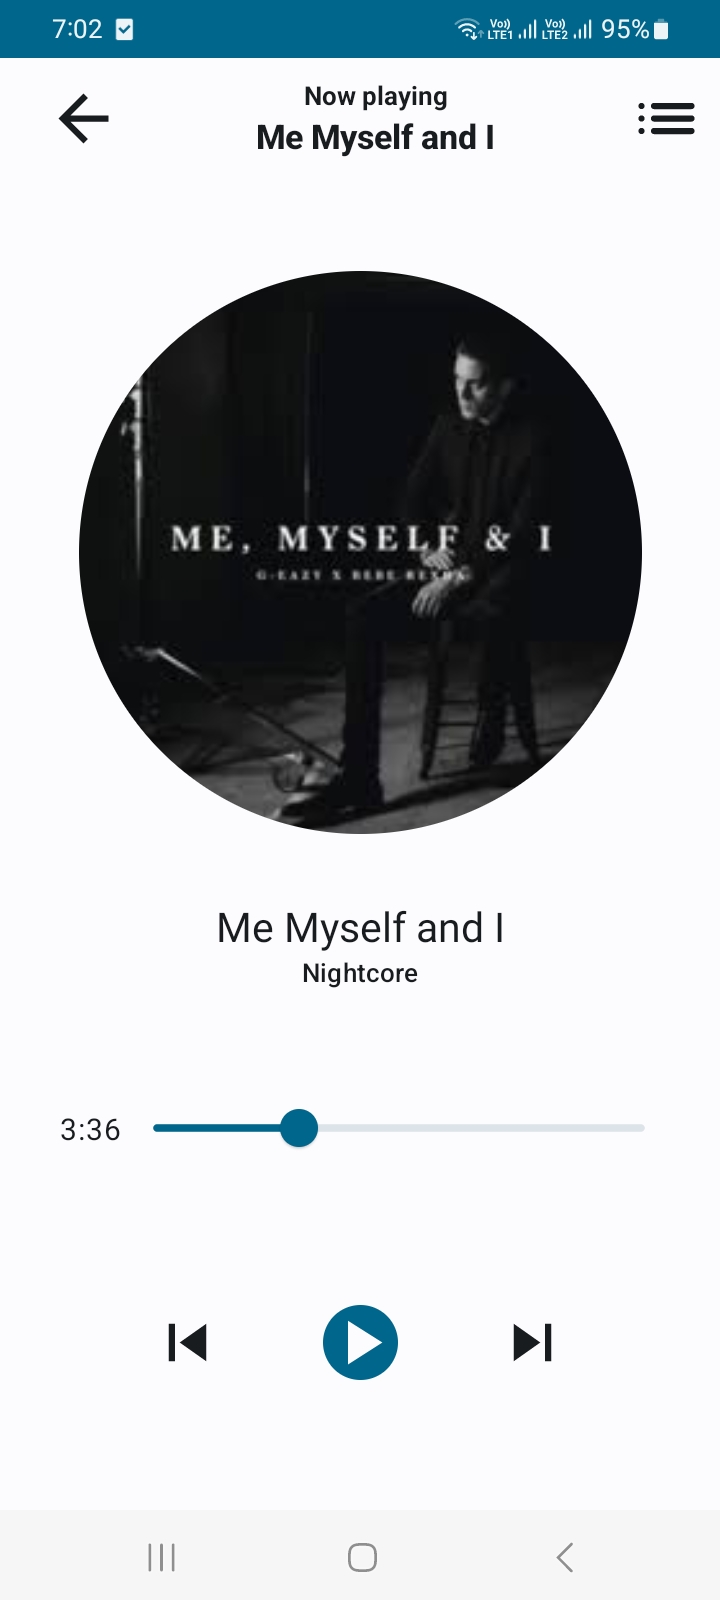 7:02
Vo)) LTE1 Vo)) LTE2 95%
Now playing
Me Myself and I
ME, MYSELF & I
G-EAZY X BEBE REXHA
Me Myself and I
Nightcore
3:36